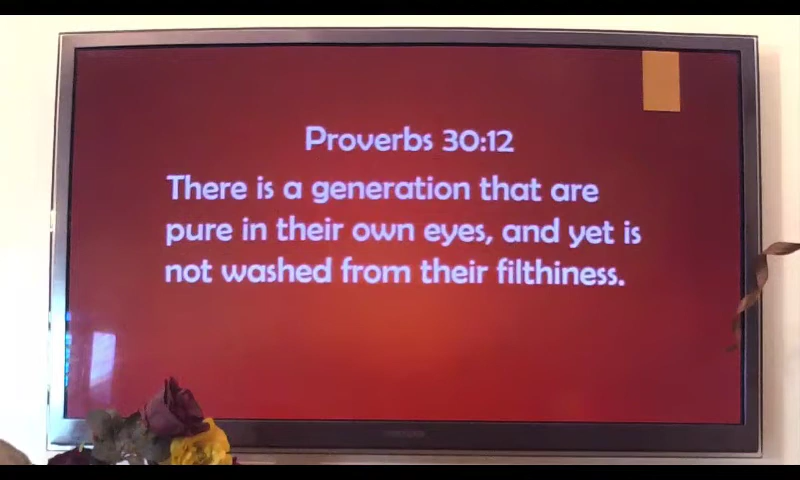 Proverbs 30:12
There is a generation that are
pure in their own eyes, and yet is
not washed from their filthiness.